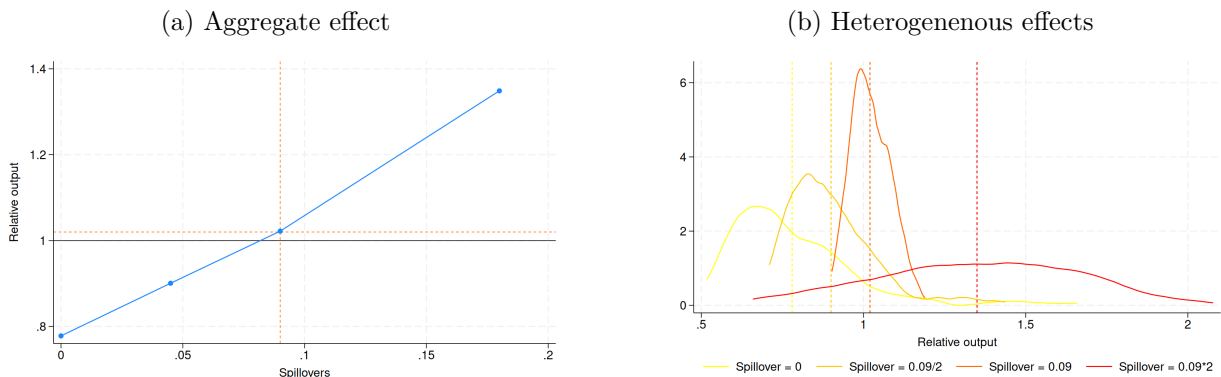 (a) Aggregate effect
1.4
1.2
1
.8
Relative output
0
.05
.1
.15
.2
Spillovers
(b) Heterogenenous effects
6
4
2
0
.5
1
1.5
2
Relative output
Spillover = 0
Spillover = 0.09/2
Spillover = 0.09
Spillover = 0.09*2